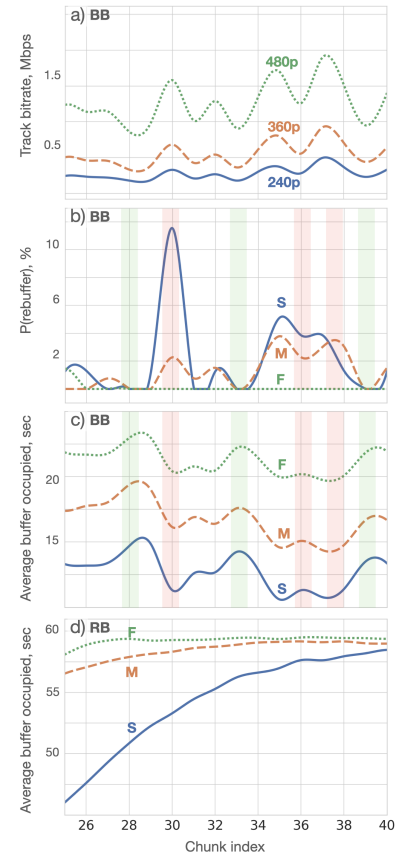 a) BB
Track bitrate, Mbps
1.5
0.5
480p
360p
240p
b) BB
P(rebuffer), %
10
6
2
S
M
F
c) BB
Average buffer occupied, sec
20
15
F
M
S
d) RB
Average buffer occupied, sec
60
55
50
F
M
S
26 28 30 32 34 36 38 40
Chunk index